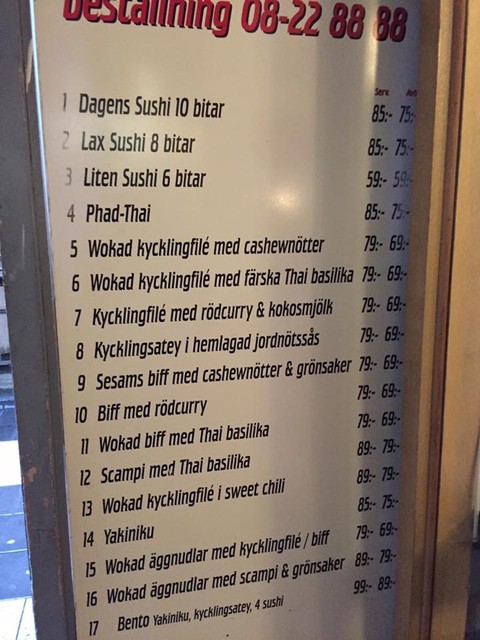 beställning 08-22 88 88
Serv.
1 Dagens Sushi 10 bitar 85:- 75:-
2 Lax Sushi 8 bitar 85:- 75:-
3 Liten Sushi 6 bitar 59:- 59:-
4 Phad-Thai 85:- 75:-
5 Wokad kycklingfilé med cashewnötter 79:- 69:-
6 Wokad kycklingfilé med färska Thai basilika 79:- 69:-
7 Kycklingfilé med rödcurry & kokosmjölk 79:- 69:-
8 Kycklingsatey i hemlagad jordnötssås 79:- 69:-
9 Sesams biff med cashewnötter & grönsaker 79:- 69:-
10 Biff med rödcurry 79:- 69:-
11 Wokad biff med Thai basilika 79:- 69:-
12 Scampi med Thai basilika 89:- 79:-
13 Wokad kycklingfilé i sweet chili 89:- 79:-
14 Yakiniku 85:- 75:-
15 Wokad äggnudlar med kycklingfilé / biff 79:- 69:-
16 Wokad äggnudlar med scampi & grönsaker 89:- 79:-
17 Bento Yakiniku, kycklingsatey, 4 sushi 99:- 89:-